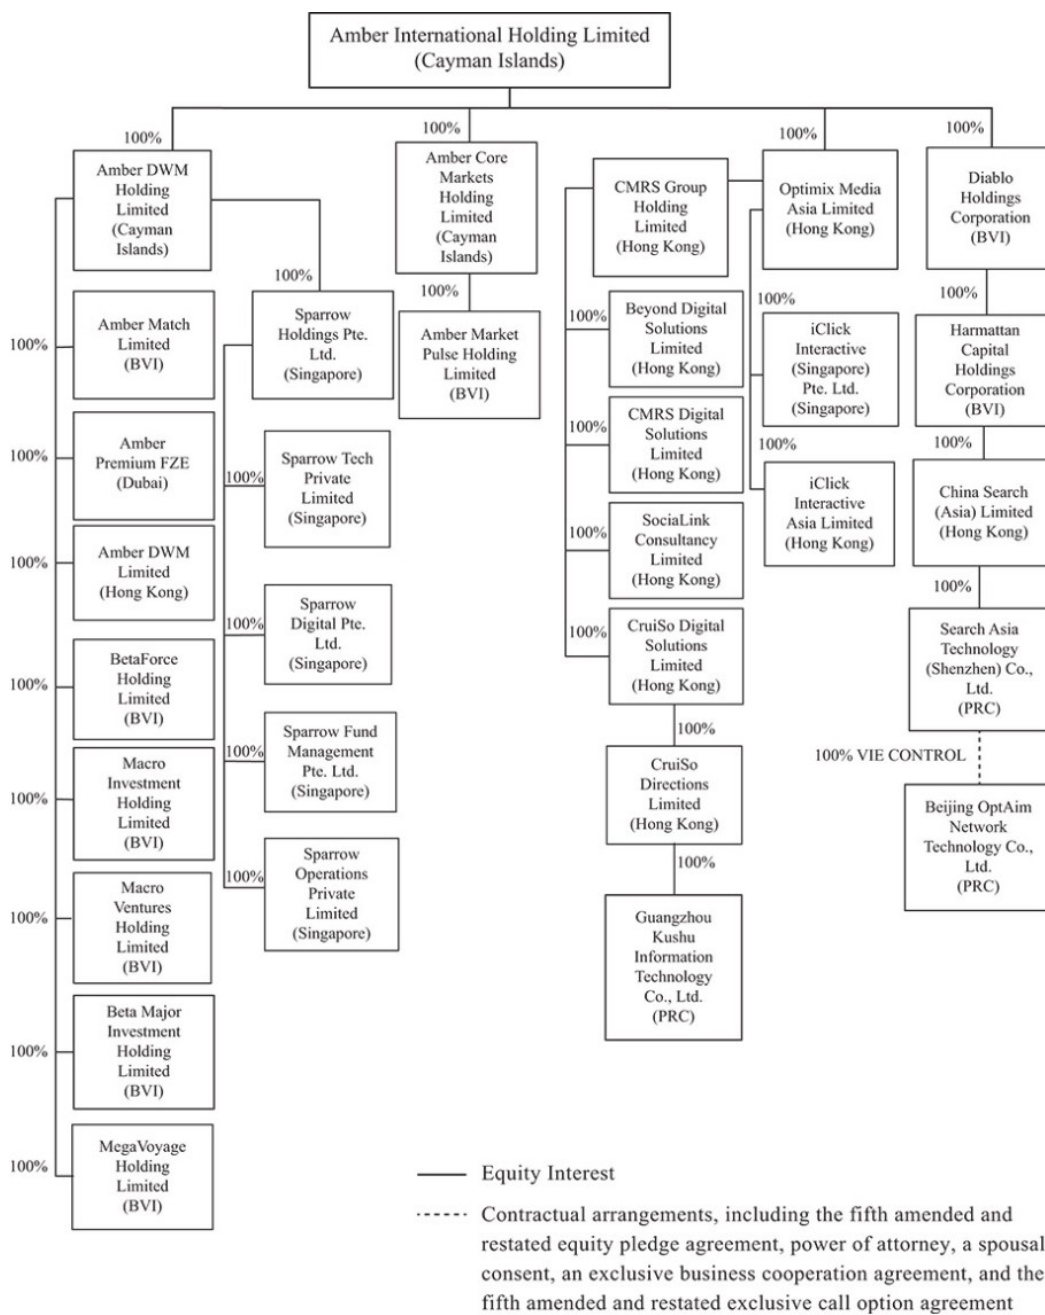 Amber International Holding Limited
(Cayman Islands)
100%
100%
100%
100%
Amber DWM
Holding
Limited
(Cayman
Islands)
Amber Core
Markets
Holding
Limited
(Cayman
Islands)
CMRS Group
Holding
Limited
(Hong Kong)
Optimix Media
Asia Limited
(Hong Kong)
Diablo
Holdings
Corporation
(BVI)
100%
100%
100%
100%
100%
100%
Amber Match
Limited
(BVI)
Sparrow
Holdings Pte.
Ltd.
(Singapore)
Amber Market
Pulse Holding
Limited
(BVI)
Beyond Digital
Solutions
Limited
(Hong Kong)
iClick
Interactive
(Singapore)
Pte. Ltd.
(Singapore)
Harmattan
Capital
Holdings
Corporation
(BVI)
100%
Amber
Premium FZE
(Dubai)
100%
Sparrow Tech
Private
Limited
(Singapore)
100%
CMRS Digital
Solutions
Limited
(Hong Kong)
100%
iClick
Interactive
Asia Limited
(Hong Kong)
100%
China Search
(Asia) Limited
(Hong Kong)
100%
Amber DWM
Limited
(Hong Kong)
100%
Sparrow
Digital Pte.
Ltd.
(Singapore)
100%
SociaLink
Consultancy
Limited
(Hong Kong)
100%
Search Asia
Technology
(Shenzhen) Co.,
Ltd.
(PRC)
100%
BetaForce
Holding
Limited
(BVI)
100%
Sparrow Fund
Management
Pte. Ltd.
(Singapore)
100%
CruiSo Digital
Solutions
Limited
(Hong Kong)
100%
100% VIE CONTROL
100%
Macro
Investment
Holding
Limited
(BVI)
100%
Sparrow
Operations
Private
Limited
(Singapore)
CruiSo
Directions
Limited
(Hong Kong)
Beijing OptAim
Network
Technology Co.,
Ltd.
(PRC)
100%
Macro
Ventures
Holding
Limited
(BVI)
100%
Guangzhou
Kushu
Information
Technology
Co., Ltd.
(PRC)
100%
Beta Major
Investment
Holding
Limited
(BVI)
100%
MegaVoyage
Holding
Limited
(BVI)
Equity Interest
Contractual arrangements, including the fifth amended and
restated equity pledge agreement, power of attorney, a spousal
consent, an exclusive business cooperation agreement, and the
fifth amended and restated exclusive call option agreement